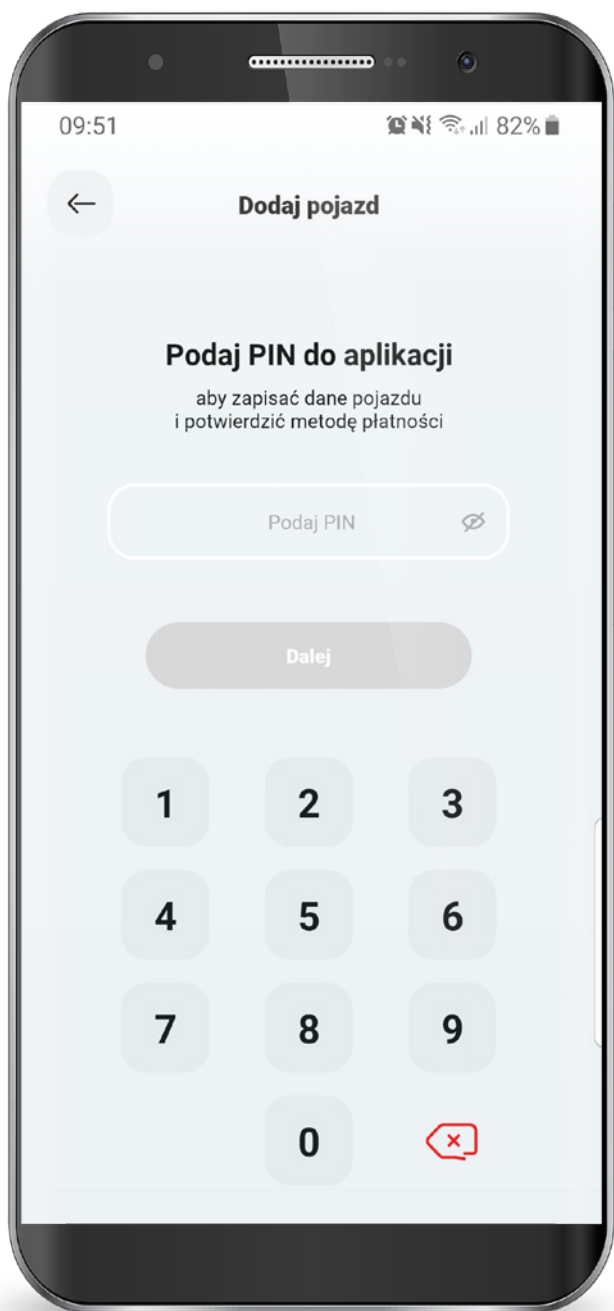 09:51 82%
Dodaj pojazd
Podaj PIN do aplikacji
aby zapisać dane pojazdu
i potwierdzić metodę płatności
Podaj PIN
Dalej
1 2 3
4 5 6
7 8 9
0